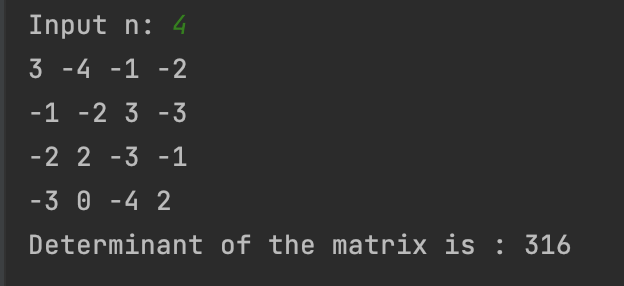 Input n: 4
3 -4 -1 -2
-1 -2 3 -3
-2 2 -3 -1
-3 0 -4 2
Determinant of the matrix is : 316